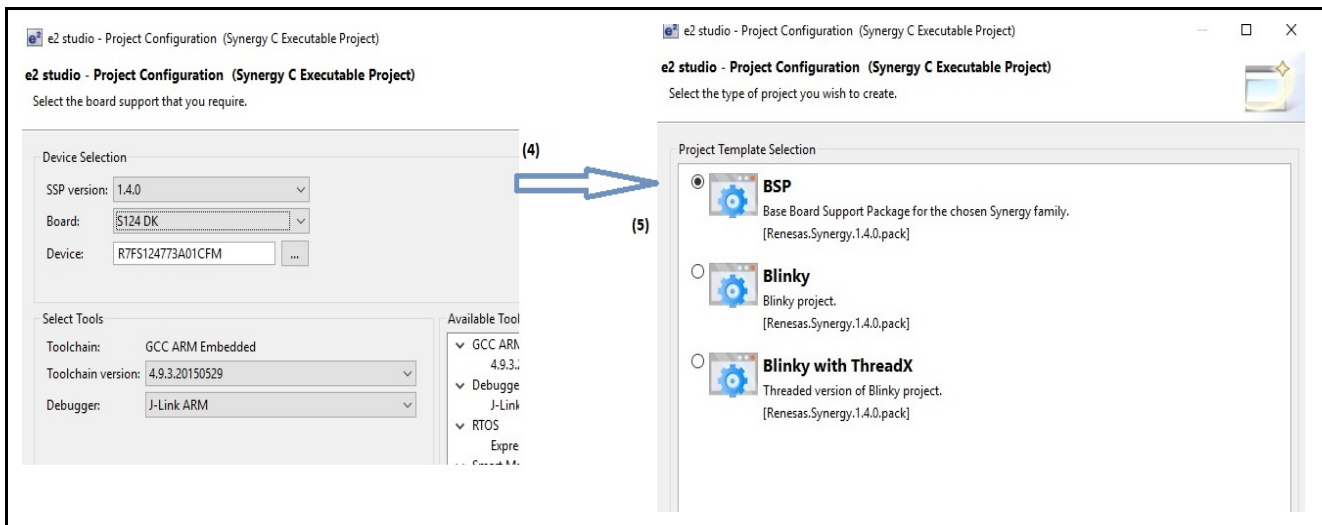 e2 studio - Project Configuration (Synergy C Executable Project)
e2 studio - Project Configuration (Synergy C Executable Project)
Select the board support that you require.
Device Selection
SSP version: 1.4.0
Board: S124 DK
Device: R7FS124773A01CFM ...
Select Tools
Toolchain: GCC ARM Embedded
Toolchain version: 4.9.3.20150529
Debugger: J-Link ARM
Available Tool
GCC ARM
4.9.3.
Debugge
J-Link
RTOS
Expre
(4)
(5)
e2 studio - Project Configuration (Synergy C Executable Project)
e2 studio - Project Configuration (Synergy C Executable Project)
Select the type of project you wish to create.
Project Template Selection
BSP
Base Board Support Package for the chosen Synergy family.
[Renesas.Synergy.1.4.0.pack]
Blinky
Blinky project.
[Renesas.Synergy.1.4.0.pack]
Blinky with ThreadX
Threaded version of Blinky project.
[Renesas.Synergy.1.4.0.pack]